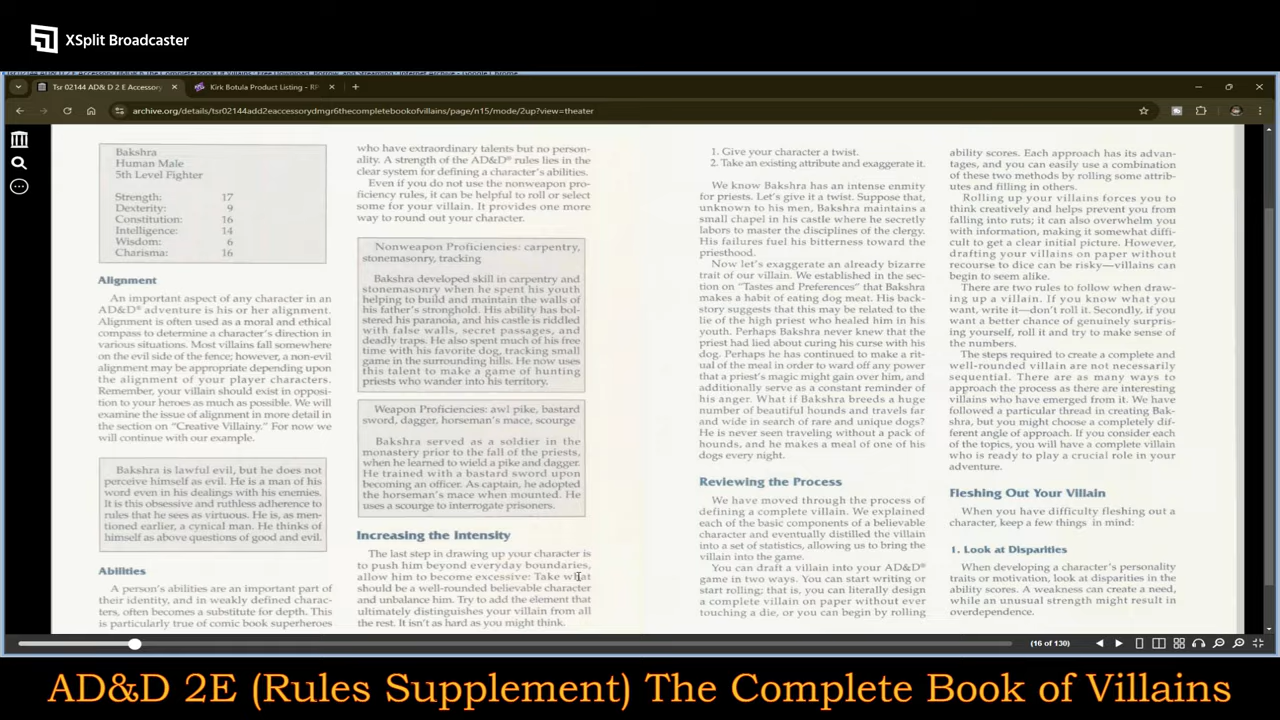 XSplit Broadcaster
Tsr 02144 AD& D 2 E Accessory
Kirk Botula Product Listing - RP
archive.org/details/tsr02144add2eaccessorydmgr6thecompletebookofvillains/page/n15/mode/2up?view=theater
Bakshra
Human Male
5th Level Fighter
Strength: 17
Dexterity: 9
Constitution: 16
Intelligence: 14
Wisdom: 6
Charisma: 16
Alignment
An important aspect of any character in an
AD&D® adventure is his or her alignment.
Alignment is often used as a moral and ethical
compass to determine a character's direction in
various situations. Most villains fall somewhere
on the evil side of the fence; however, a non-evil
alignment may be appropriate depending upon
the alignment of your player characters.
Remember, your villain should exist in opposi-
tion to your heroes as much as possible. We will
examine the issue of alignment in more detail in
the section on "Creative Villainy." For now we
will continue with our example.
Bakshra is lawful evil, but he does not
perceive himself as evil. He is a man of his
word even in his dealings with his enemies.
It is this obsessive and ruthless adherence to
rules that he sees as virtuous. He is, as men-
tioned earlier, a cynical man. He thinks of
himself as above questions of good and evil.
Abilities
A person's abilities are an important part of
their identity, and in weakly defined charac-
ters, often becomes a substitute for depth. This
is particularly true of comic book superheroes
who have extraordinary talents but no person-
ality. A strength of the AD&D® rules lies in the
clear system for defining a character's abilities.
Even if you do not use the nonweapon pro-
ficiency rules, it can be helpful to roll or select
some for your villain. It provides one more
way to round out your character.
Nonweapon Proficiencies: carpentry,
stonemasonry, tracking
Bakshra developed skill in carpentry and
stonemasonry when he spent his youth
helping to build and maintain the walls of
his father's stronghold. His ability has bol-
stered his paranoia, and his castle is riddled
with false walls, secret passages, and
deadly traps. He also spent much of his free
time with his favorite dog, tracking small
game in the surrounding hills. He now uses
this talent to make a game of hunting
priests who wander into his territory.
Weapon Proficiencies: awl pike, bastard
sword, dagger, horseman's mace, scourge
Bakshra served as a soldier in the
monastery prior to the fall of the priests,
when he learned to wield a pike and dagger.
He trained with a bastard sword upon
becoming an officer. As captain, he adopted
the horseman's mace when mounted. He
uses a scourge to interrogate prisoners.
Increasing the Intensity
The last step in drawing up your character is
to push him beyond everyday boundaries,
allow him to become excessive: Take what
should be a well-rounded believable character
and unbalance him. Try to add the element that
ultimately distinguishes your villain from all
the rest. It isn't as hard as you might think.
1. Give your character a twist.
2. Take an existing attribute and exaggerate it.
We know Bakshra has an intense enmity
for priests. Let's give it a twist. Suppose that,
unknown to his men, Bakshra maintains a
small chapel in his castle where he secretly
labors to master the disciplines of the clergy.
His failures fuel his bitterness toward the
priesthood.
Now let's exaggerate an already bizarre
trait of our villain. We established in the sec-
tion on "Tastes and Preferences" that Bakshra
makes a habit of eating dog meat. His back-
story suggests that this may be related to the
lie of the high priest who healed him in his
youth. Perhaps Bakshra never knew that the
priest had lied about curing his curse with his
dog. Perhaps he has continued to make a rit-
ual of the meal in order to ward off any power
that a priest's magic might gain over him, and
additionally serve as a constant reminder of
his anger. What if Bakshra breeds a huge
number of beautiful hounds and travels far
and wide in search of rare and unique dogs?
He is never seen traveling without a pack of
hounds, and he makes a meal of one of his
dogs every night.
Reviewing the Process
We have moved through the process of
defining a complete villain. We explained
each of the basic components of a believable
character and eventually distilled the villain
into a set of statistics, allowing us to bring the
villain into the game.
You can draft a villain into your AD&D®
game in two ways. You can start writing or
start rolling; that is, you can literally design
a complete villain on paper without ever
touching a die, or you can begin by rolling
ability scores. Each approach has its advan-
tages, and you can easily use a combination
of these two methods by rolling some attrib-
utes and filling in others.
Rolling up your villains forces you to
think creatively and helps prevent you from
falling into ruts; it can also overwhelm you
with information, making it somewhat diffi-
cult to get a clear initial picture. However,
drafting your villains on paper without
recourse to dice can be risky—villains can
begin to seem alike.
There are two rules to follow when draw-
ing up a villain. If you know what you
want, write it—don't roll it. Secondly, if you
want a better chance of genuinely surpris-
ing yourself, roll it and try to make sense of
the numbers.
The steps required to create a complete and
well-rounded villain are not necessarily
sequential. There are as many ways to
approach the process as there are interesting
villains who have emerged from it. We have
followed a particular thread in creating Bak-
shra, but you might choose a completely dif-
ferent angle of approach. If you consider each
of the topics, you will have a complete villain
who is ready to play a crucial role in your
adventure.
Fleshing Out Your Villain
When you have difficulty fleshing out a
character, keep a few things in mind:
1. Look at Disparities
When developing a character's personality
traits or motivation, look at disparities in the
ability scores. A weakness can create a need,
while an unusual strength might result in
overdependence.
(16 of 130)
AD&D 2E (Rules Supplement) The Complete Book of Villains